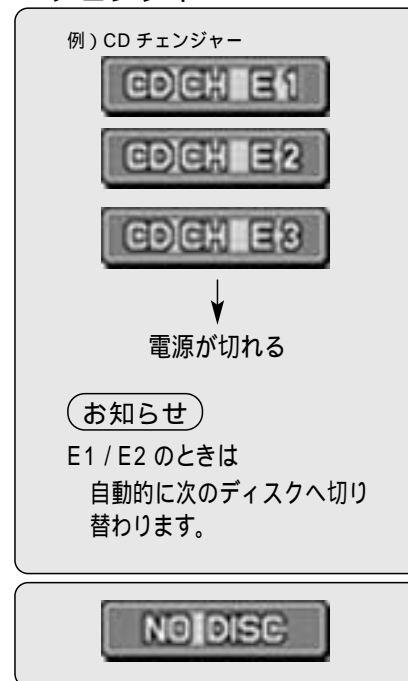 例）CD チェンジャー
CD CH E1
CD CH E2
CD CH E3
電源が切れる
お知らせ
E1 / E2 のときは
自動的に次のディスクへ切り
替わります。
NO DISC